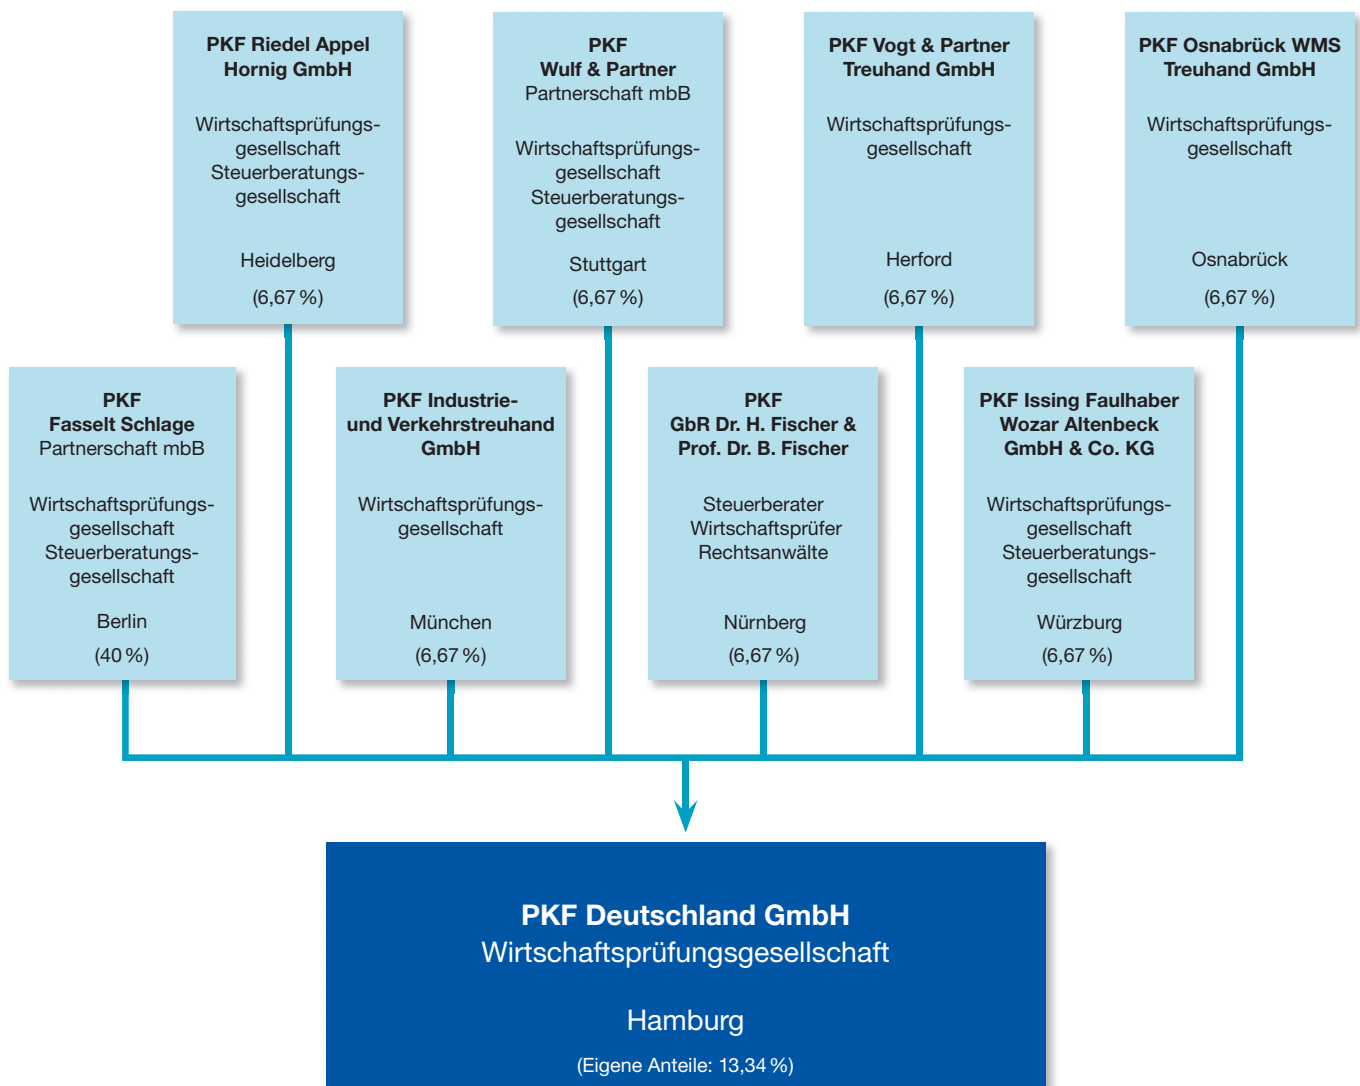 PKF Riedel Appel
Hornig GmbH
Wirtschaftsprüfungs-
gesellschaft
Steuerberatungs-
gesellschaft
Heidelberg
(6,67 %)
PKF
Wulf & Partner
Partnerschaft mbB
Wirtschaftsprüfungs-
gesellschaft
Steuerberatungs-
gesellschaft
Stuttgart
(6,67 %)
PKF Vogt & Partner
Treuhand GmbH
Wirtschaftsprüfungs-
gesellschaft
Herford
(6,67 %)
PKF Osnabrück WMS
Treuhand GmbH
Wirtschaftsprüfungs-
gesellschaft
Osnabrück
(6,67 %)
PKF
Fasselt Schlage
Partnerschaft mbB
Wirtschaftsprüfungs-
gesellschaft
Steuerberatungs-
gesellschaft
Berlin
(40 %)
PKF Industrie-
und Verkehrstreuhand
GmbH
Wirtschaftsprüfungs-
gesellschaft
München
(6,67 %)
PKF
GbR Dr. H. Fischer &
Prof. Dr. B. Fischer
Steuerberater
Wirtschaftsprüfer
Rechtsanwälte
Nürnberg
(6,67 %)
PKF Issing Faulhaber
Wozar Altenbeck
GmbH & Co. KG
Wirtschaftsprüfungs-
gesellschaft
Steuerberatungs-
gesellschaft
Würzburg
(6,67 %)
PKF Deutschland GmbH
Wirtschaftsprüfungsgesellschaft
Hamburg
(Eigene Anteile: 13,34 %)